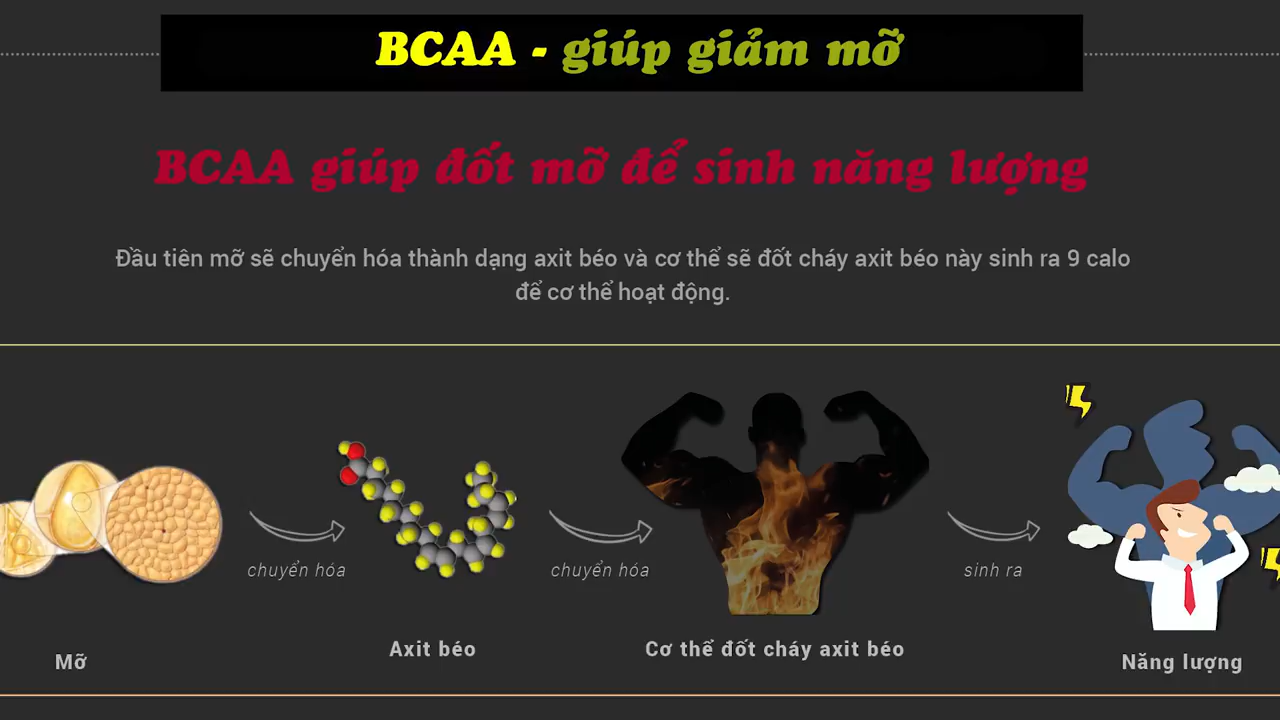 BCAA - giúp giảm mỡ
BCAA giúp đốt mỡ để sinh năng lượng
Đầu tiên mỡ sẽ chuyển hóa thành dạng axit béo và cơ thể sẽ đốt cháy axit béo này sinh ra 9 calo
để cơ thể hoạt động.
chuyển hóa
chuyển hóa
sinh ra
Mỡ
Axit béo
Cơ thể đốt cháy axit béo
Năng lượng